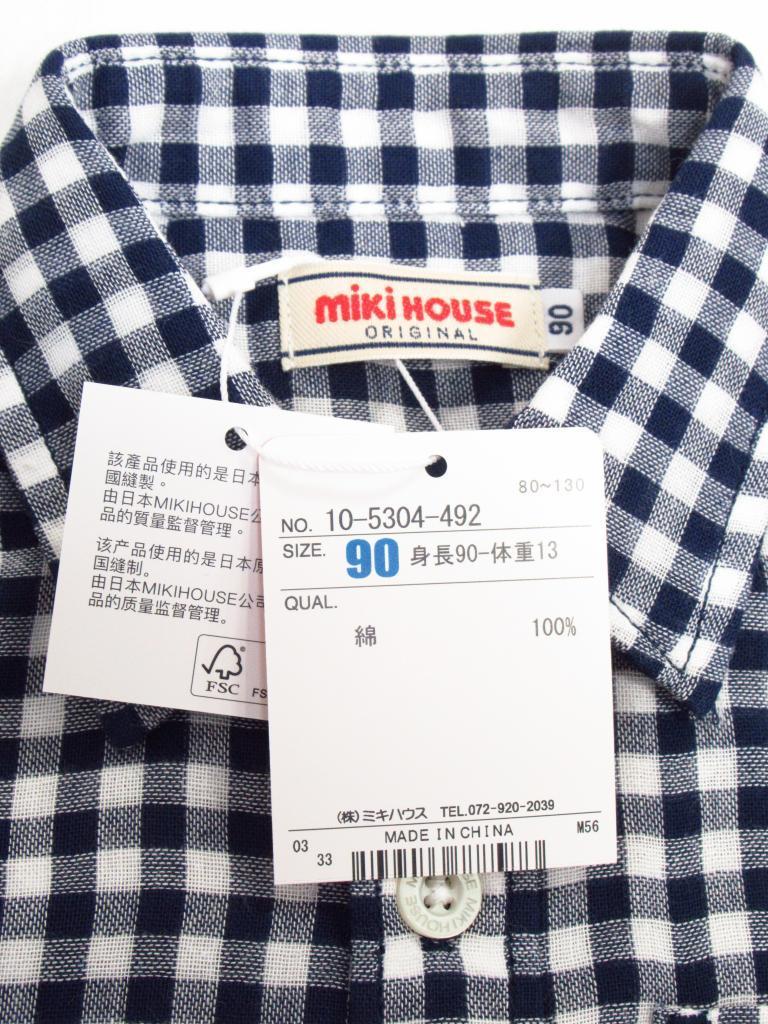 miki HOUSE
ORIGINAL
90
該產品使用的是日本
國縫製。
由日本MIKIHOUSE公
品的質量監督管理。
该产品使用的是日本原
国缝制。
由日本MIKIHOUSE公司
品的质量监督管理。
FSC
FS
80~130
NO. 10-5304-492
SIZE. 90 身長90-体重13
QUAL.
綿 100%
(株)ミキハウス TEL.072-920-2039
MADE IN CHINA
M56
03
33
MIKI HOUSE